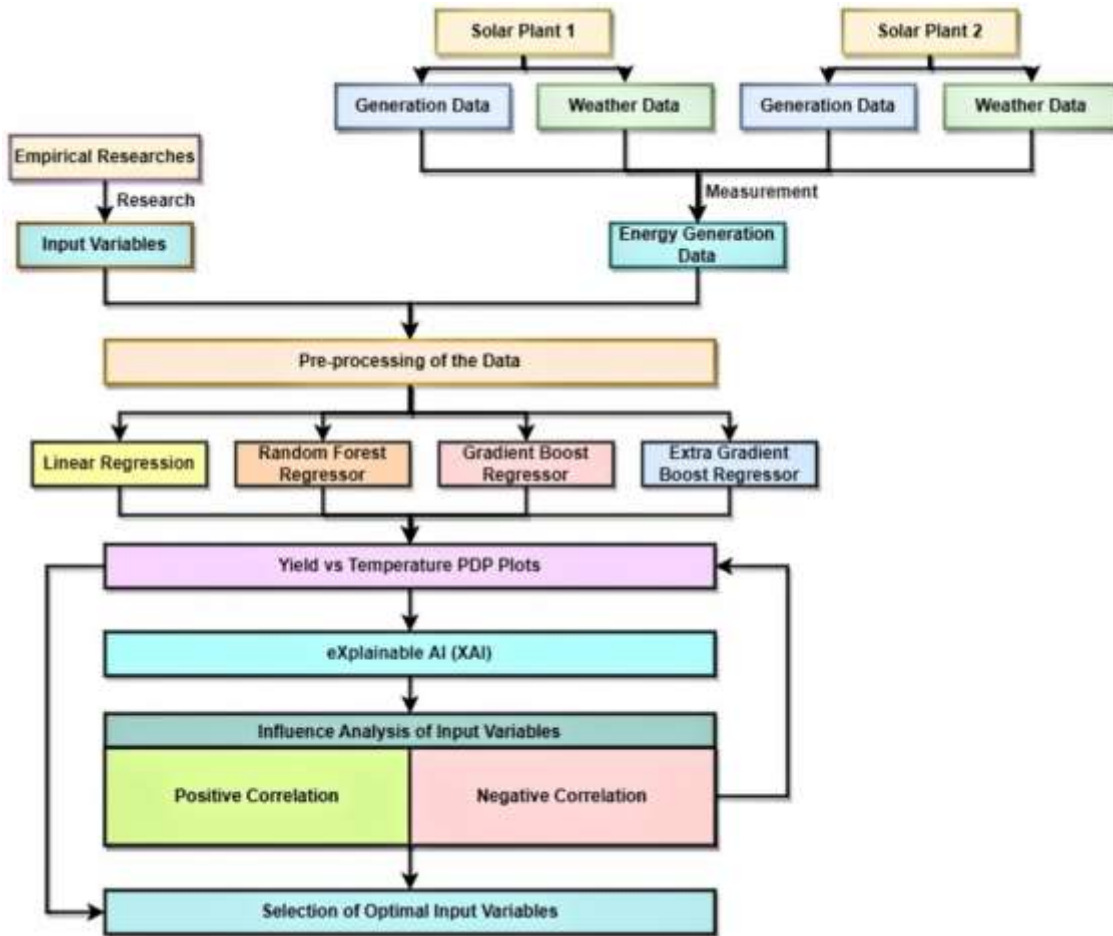 Solar Plant 1
Solar Plant 2
Generation Data
Weather Data
Generation Data
Weather Data
Empirical Researches
Research
Measurement
Input Variables
Energy Generation
Data
Pre-processing of the Data
Linear Regression
Random Forest
Regressor
Gradient Boost
Regressor
Extra Gradient
Boost Regressor
Yield vs Temperature PDP Plots
eXplainable AI (XAI)
Influence Analysis of Input Variables
Positive Correlation
Negative Correlation
Selection of Optimal Input Variables